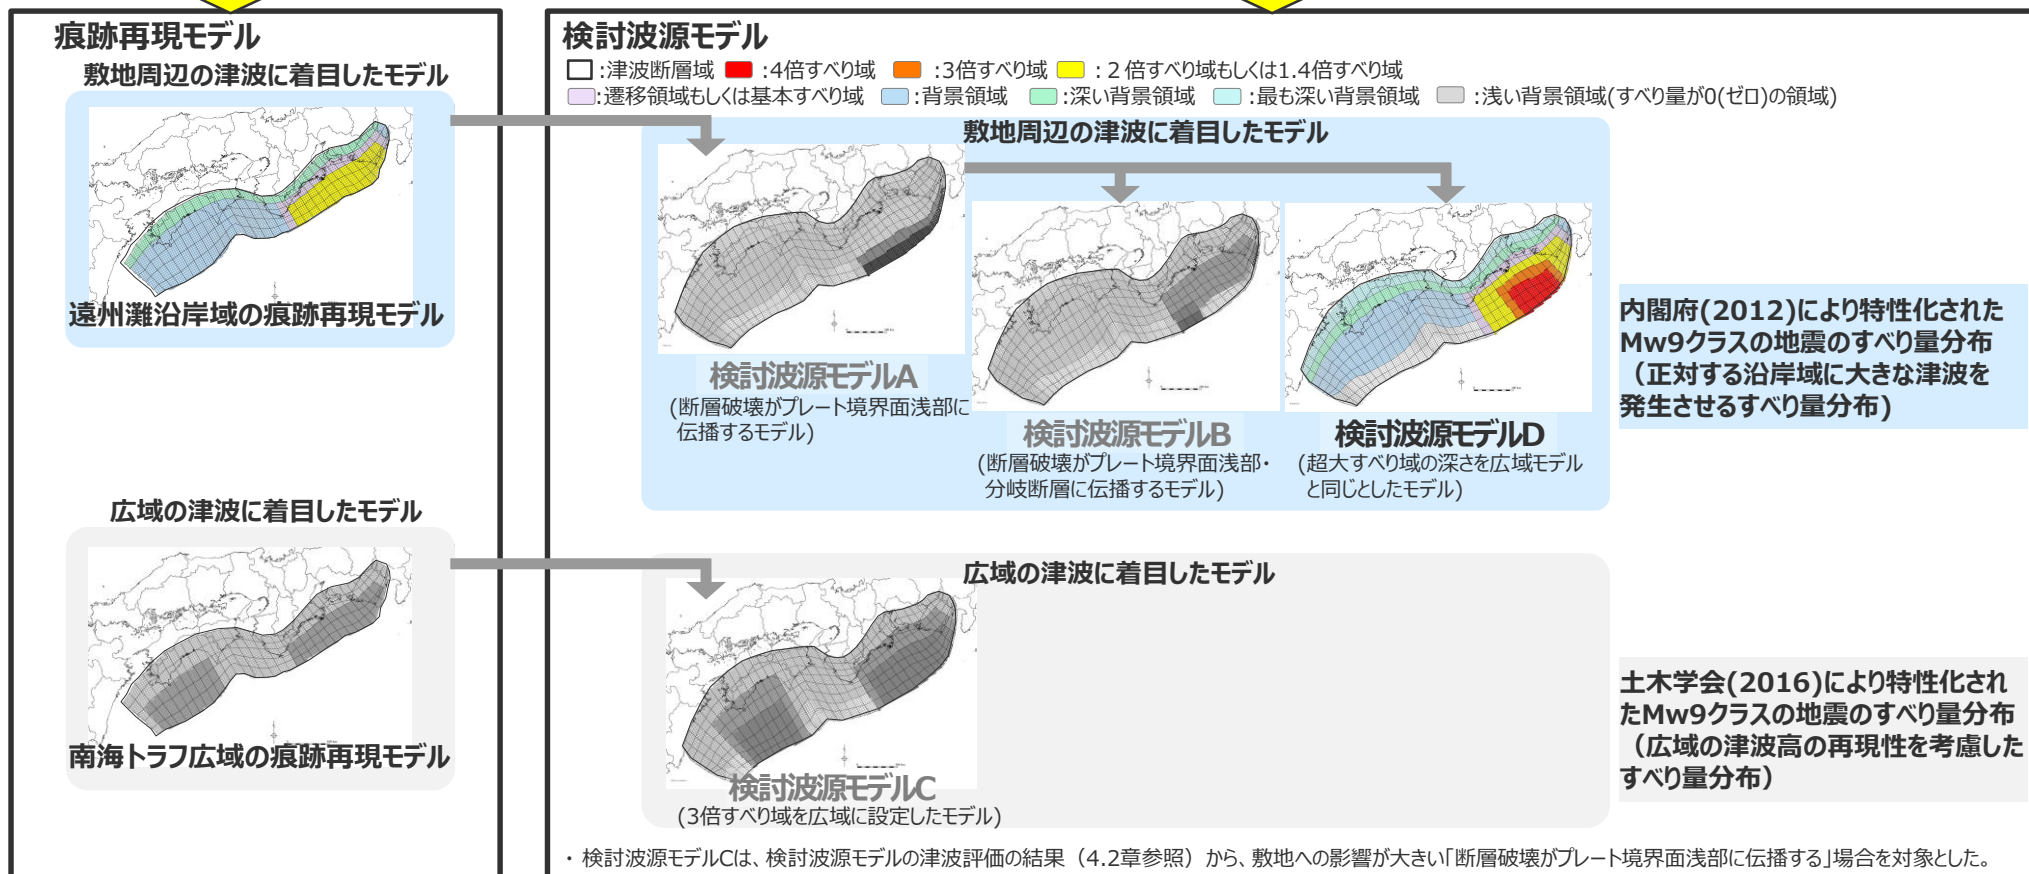 痕跡再現モデル
敷地周辺の津波に着目したモデル
遠州灘沿岸域の痕跡再現モデル
広域の津波に着目したモデル
南海トラフ広域の痕跡再現モデル
検討波源モデル
:津波断層域 :4倍すべり域 :3倍すべり域 :２倍すべり域もしくは1.4倍すべり域
:遷移領域もしくは基本すべり域 :背景領域 :深い背景領域 :最も深い背景領域 :浅い背景領域(すべり量が0(ゼロ)の領域)
敷地周辺の津波に着目したモデル
検討波源モデルA
(断層破壊がプレート境界面浅部に
伝播するモデル)
検討波源モデルB
(断層破壊がプレート境界面浅部・
分岐断層に伝播するモデル)
検討波源モデルD
(超大すべり域の深さを広域モデル
と同じとしたモデル)
内閣府(2012)により特性化された
Mw9クラスの地震のすべり量分布
（正対する沿岸域に大きな津波を
発生させるすべり量分布)
広域の津波に着目したモデル
検討波源モデルC
(3倍すべり域を広域に設定したモデル)
土木学会(2016)により特性化され
たMw9クラスの地震のすべり量分布
（広域の津波高の再現性を考慮した
すべり量分布）
・検討波源モデルCは、検討波源モデルの津波評価の結果（4.2章参照）から、敷地への影響が大きい「断層破壊がプレート境界面浅部に伝播する」場合を対象とした。